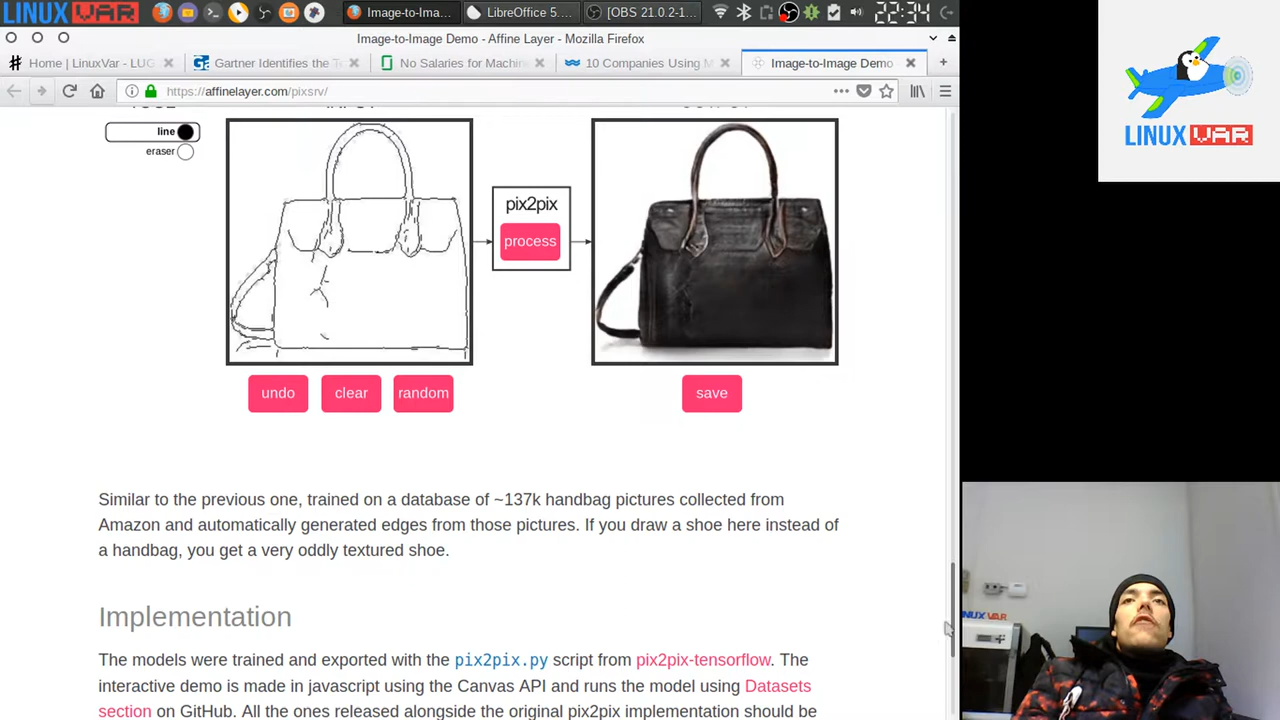 LINUX VAR
Image-to-Ima...
LibreOffice 5....
[OBS 21.0.2-1...
22:34
Image-to-Image Demo - Affine Layer - Mozilla Firefox
Home | LinuxVar - LUG
Gartner Identifies the T
No Salaries for M
10 Companies Using M
Image-to-Image Demo
https://affinelayer.com/pixsrv/
line
eraser
pix2pix
process
undo
clear
random
save
Similar to the previous one, trained on a database of ~137k handbag pictures collected from
Amazon and automatically generated edges from those pictures. If you draw a shoe here instead of
a handbag, you get a very oddly textured shoe.
Implementation
The models were trained and exported with the pix2pix.py script from pix2pix-tensorflow. The
interactive demo is made in javascript using the Canvas API and runs the model using Datasets
section on GitHub. All the ones released alongside the original pix2pix implementation should be
LINUX VAR
LINUX VAR